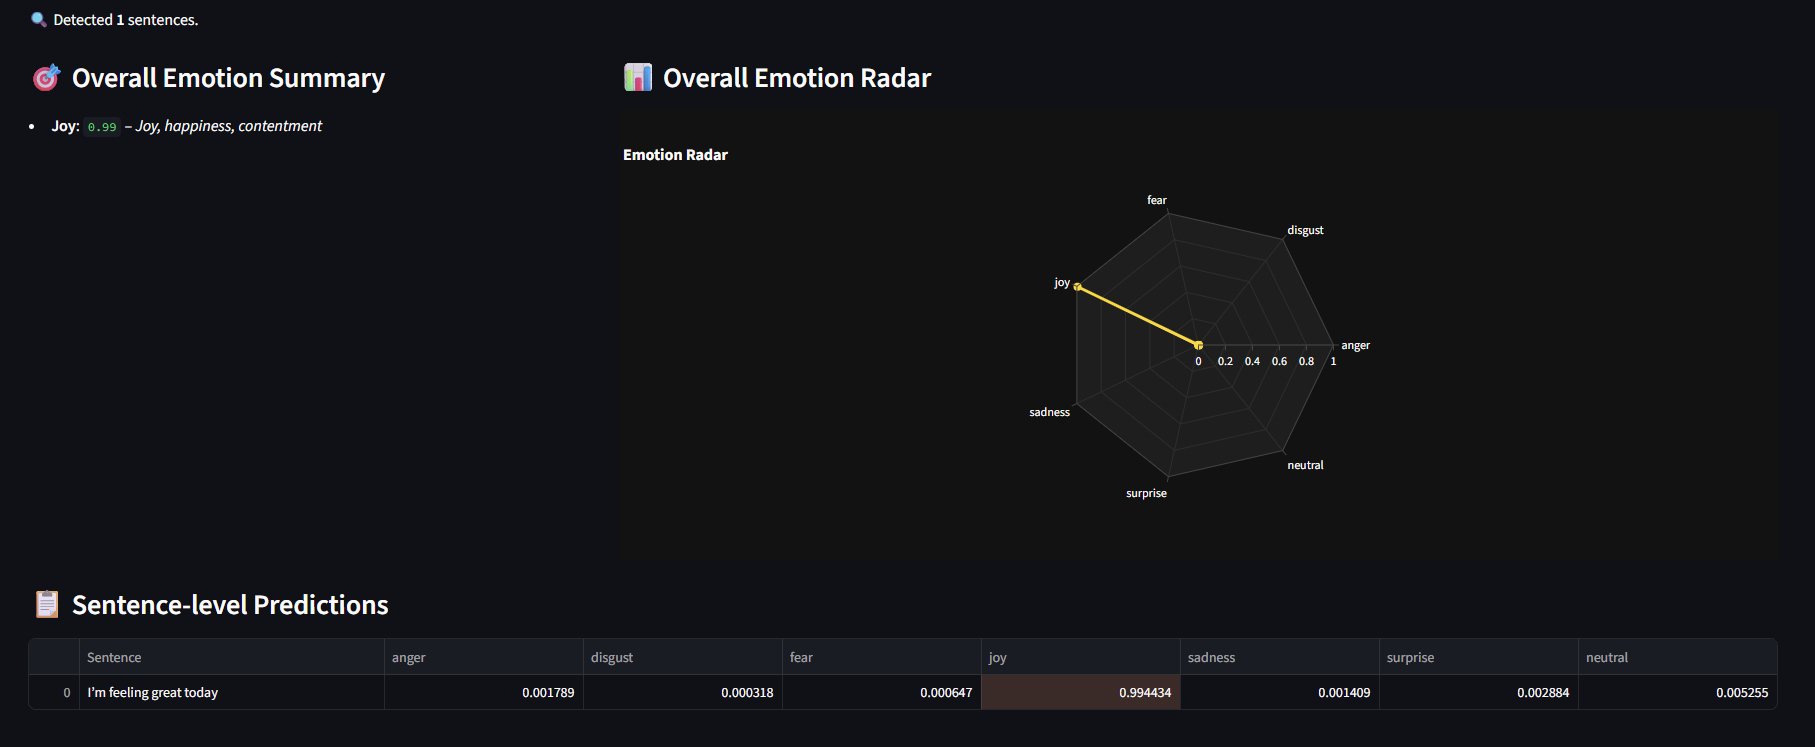 Detected 1 sentences.
Overall Emotion Summary
Joy: 0.99 – Joy, happiness, contentment
Overall Emotion Radar
Emotion Radar
fear
disgust
joy
anger
0 0.2 0.4 0.6 0.8 1
sadness
neutral
surprise
Sentence-level Predictions
Sentence anger disgust fear joy sadness surprise neutral
0 I’m feeling great today 0.001789 0.000318 0.000647 0.994434 0.001409 0.002884 0.005255